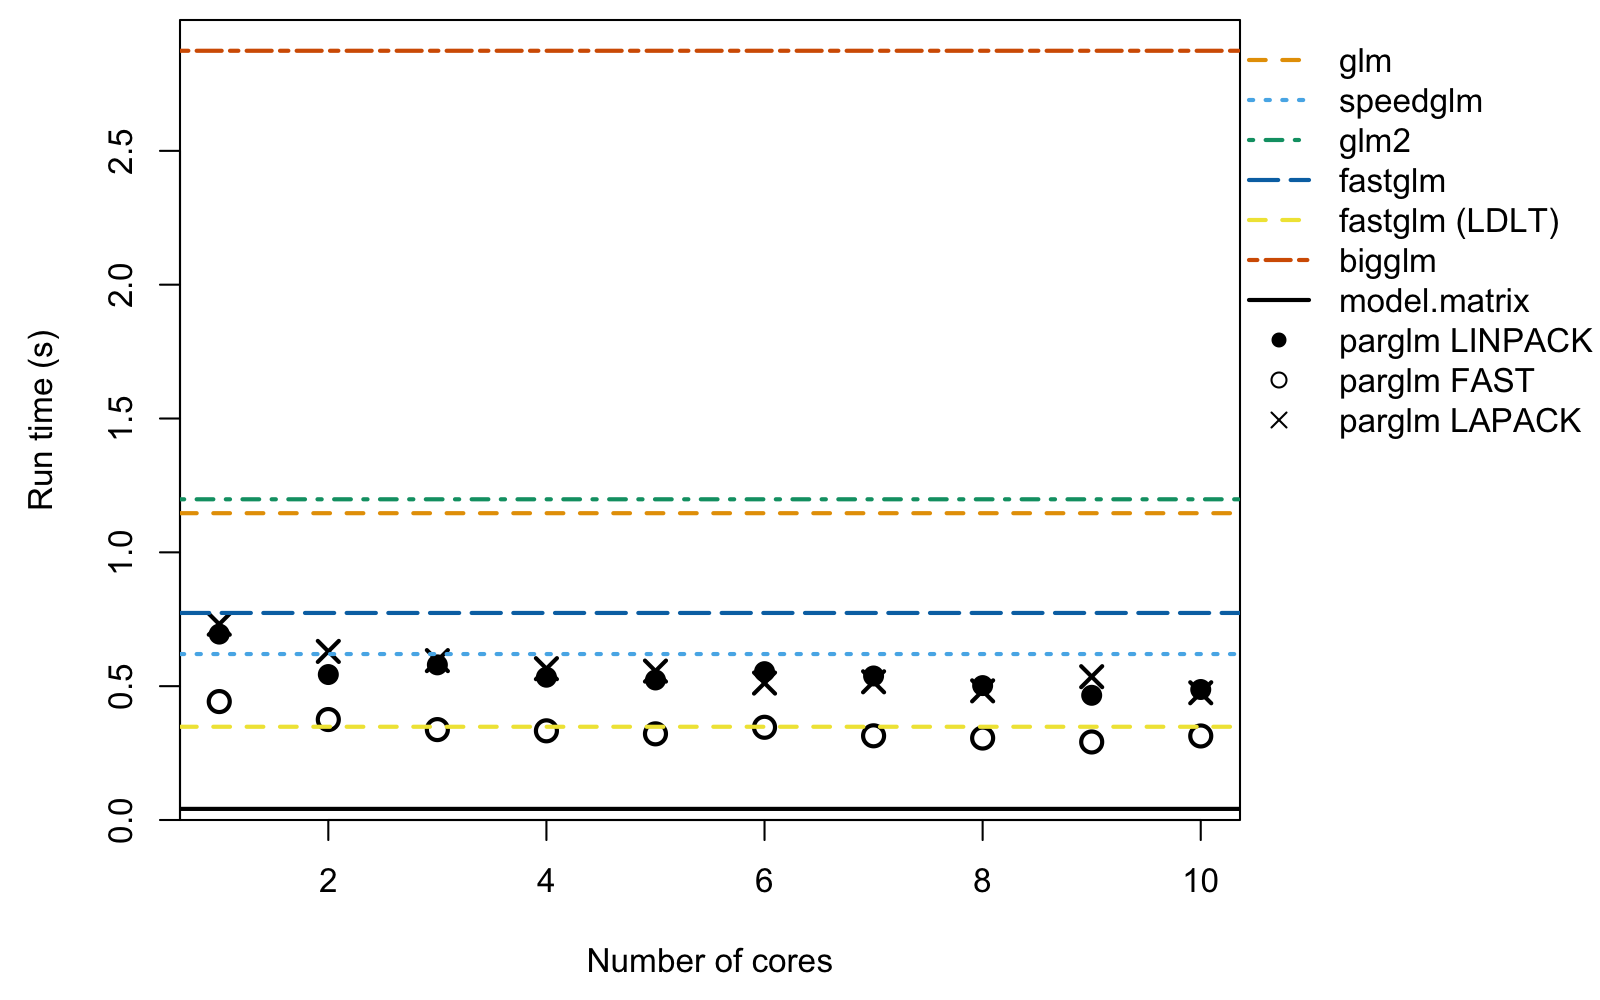 Run time (s)
2.5
2.0
1.5
1.0
0.5
0.0
2
4
6
8
10
Number of cores
glm
speedglm
glm2
fastglm
fastglm (LDLT)
bigglm
model.matrix
parglm LINPACK
parglm FAST
parglm LAPACK